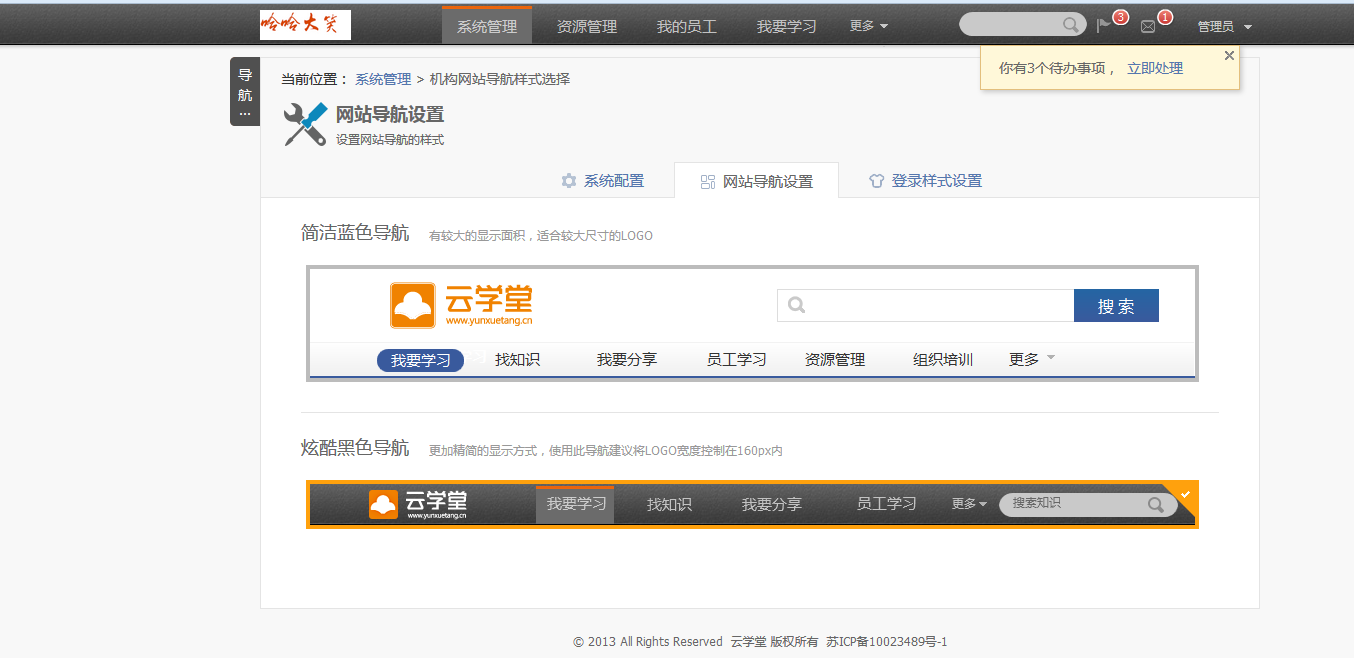 哈哈大笑 系统管理 资源管理 我的员工 我要学习 更多 3 1 管理员
你有3个待办事项， 立即处理
导航...
当前位置： 系统管理 > 机构网站导航样式选择
网站导航设置
设置网站导航的样式
系统配置 网站导航设置 登录样式设置
简洁蓝色导航 有较大的显示面积，适合较大尺寸的LOGO
云学堂
www.yunxuetang.cn
搜 索
我要学习 找知识 我要分享 员工学习 资源管理 组织培训 更多
炫酷黑色导航 更加精简的显示方式，使用此导航建议将LOGO宽度控制在160px内
云学堂
www.yunxuetang.cn
我要学习 找知识 我要分享 员工学习 更多 搜索知识
© 2013 All Rights Reserved 云学堂 版权所有 苏ICP备10023489号-1